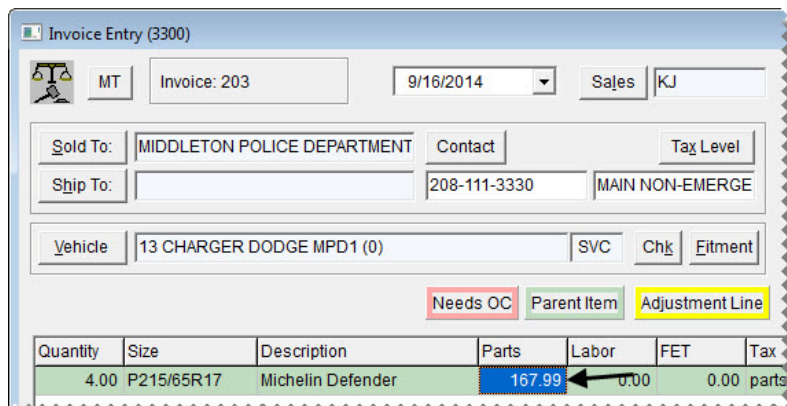 Invoice Entry (3300)
MT Invoice: 203 9/16/2014 Sales KJ
Sold To: MIDDLETON POLICE DEPARTMENT Contact Tax Level
Ship To: 208-111-3330 MAIN NON-EMERGE
Vehicle 13 CHARGER DODGE MPD1 (0) SVC Chk Fitment
Needs OC Parent Item Adjustment Line
Quantity Size Description Parts Labor FET Tax
4.00 P215/65R17 Michelin Defender 167.99 0.00 0.00 parts